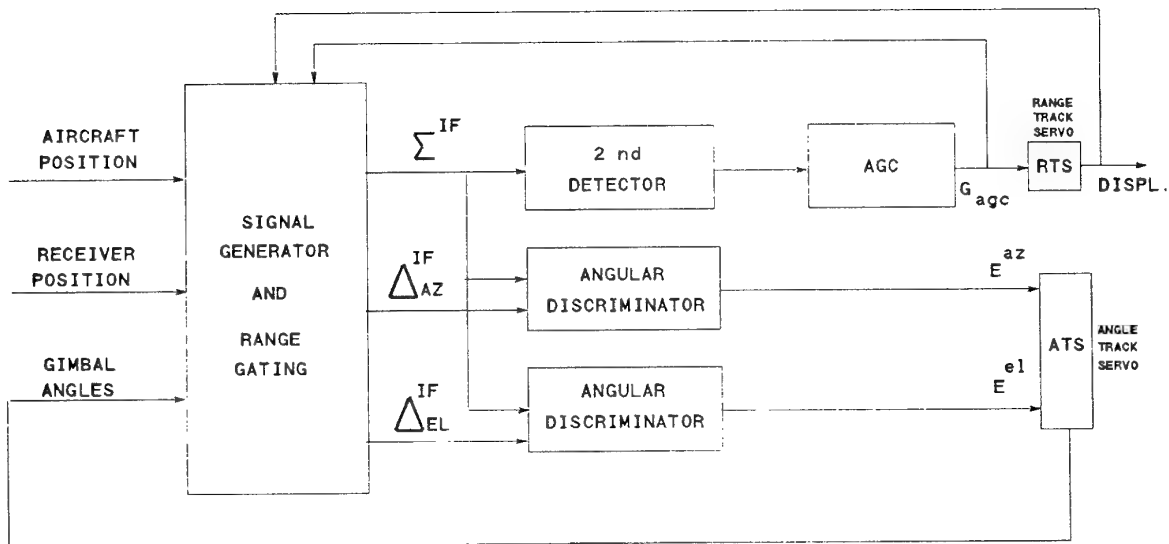 AIRCRAFT
POSITION
RECEIVER
POSITION
GIMBAL
ANGLES
SIGNAL
GENERATOR
AND
RANGE
GATING
Σ IF
Δ IF AZ
Δ IF EL
2 nd
DETECTOR
AGC
G agc
RANGE
TRACK
SERVO
RTS
DISPL.
ANGULAR
DISCRIMINATOR
E az
ANGULAR
DISCRIMINATOR
E el
ATS
ANGLE
TRACK
SERVO